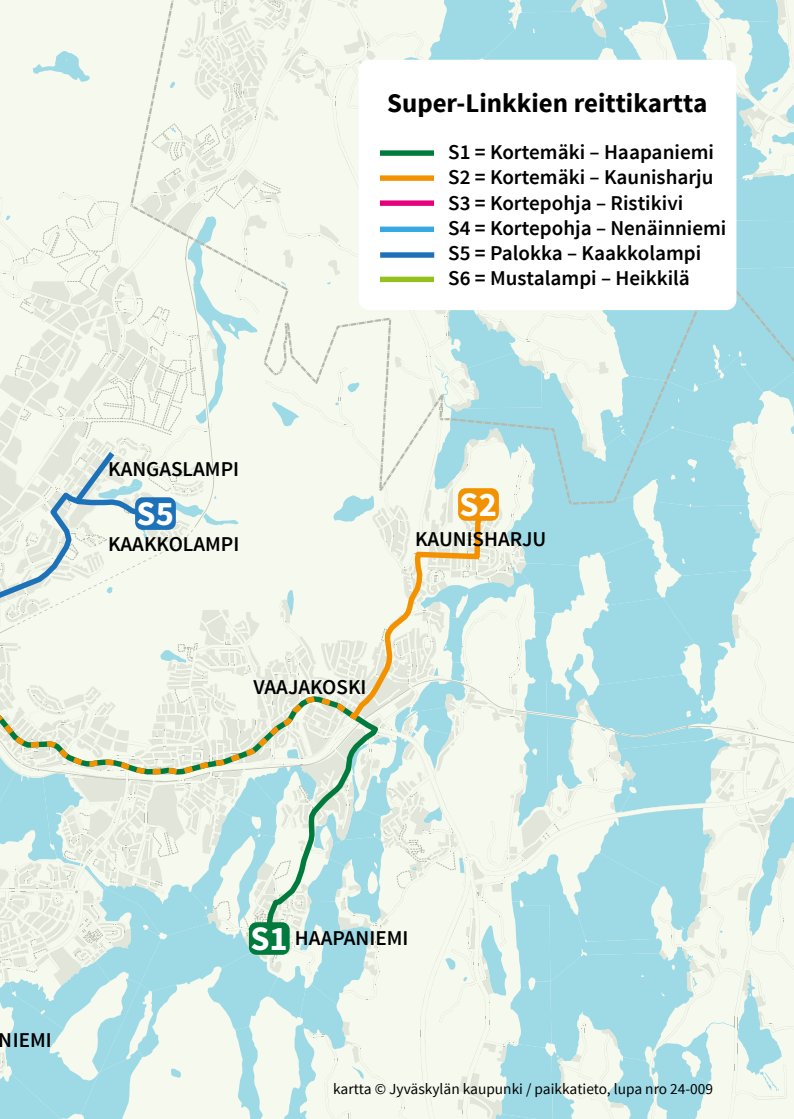 Super-Linkkien reittikartta
S1 = Kortemäki – Haapaniemi
S2 = Kortemäki – Kaunisharju
S3 = Kortepohja – Ristikivi
S4 = Kortepohja – Nenäinniemi
S5 = Palokka – Kaakkolampi
S6 = Mustalampi – Heikkilä
KANGASLAMPI
S5
KAAKKOLAMPI
S2
KAUNISHARJU
VAAJAKOSKI
S1 HAAPANIEMI
NIEMI
kartta © Jyväskylän kaupunki / paikkatieto, lupa nro 24-009